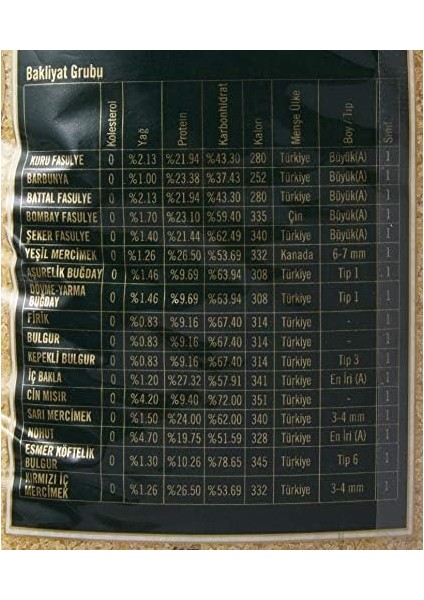 Bakliyat Grubu
Kolesterol Yağ Protein Karbonhidrat Kalori Menşe Ülke Boy / Tip Sınıf
KURU FASULYE 0 %2.13 %21.94 %43.30 280 Türkiye Büyük(A) 1
BARBUNYA 0 %1.00 %23.38 %37.43 252 Türkiye Büyük(A) 1
BATTAL FASULYE 0 %2.13 %21.94 %43.30 280 Türkiye Büyük(A) 1
BOMBAY FASULYE 0 %1.70 %23.10 %59.40 335 Çin Büyük(A) 1
ŞEKER FASULYE 0 %1.40 %21.44 %62.49 340 Türkiye Büyük(A) 1
YEŞİL MERCİMEK 0 %1.26 %26.50 %53.69 332 Kanada 6-7 mm 1
AŞURELİK BUĞDAY 0 %1.46 %9.69 %63.94 308 Türkiye Tip 1 1
DÖVME-YARMA
BUĞDAY 0 %1.46 %9.69 %63.94 308 Türkiye Tip 1 1
FİRİK 0 %0.83 %9.16 %67.40 314 Türkiye - 1
BULGUR 0 %0.83 %9.16 %67.40 314 Türkiye - 1
KEPEKLİ BULGUR 0 %0.83 %9.16 %67.40 314 Türkiye Tip 3 1
İÇ BAKLA 0 %1.20 %27.32 %57.91 341 Türkiye En İri (A) 1
CİN MISIR 0 %4.20 %9.40 %72.00 351 Türkiye - 1
SARI MERCİMEK 0 %1.50 %24.00 %62.00 340 Türkiye 3-4 mm 1
NOHUT 0 %4.70 %19.75 %51.59 328 Türkiye En İri (A) 1
ESMER KÖFTELİK
BULGUR 0 %1.30 %10.26 %78.65 345 Türkiye Tip 6 1
KIRMIZI İÇ
MERCİMEK 0 %1.26 %26.50 %53.69 332 Türkiye 3-4 mm 1